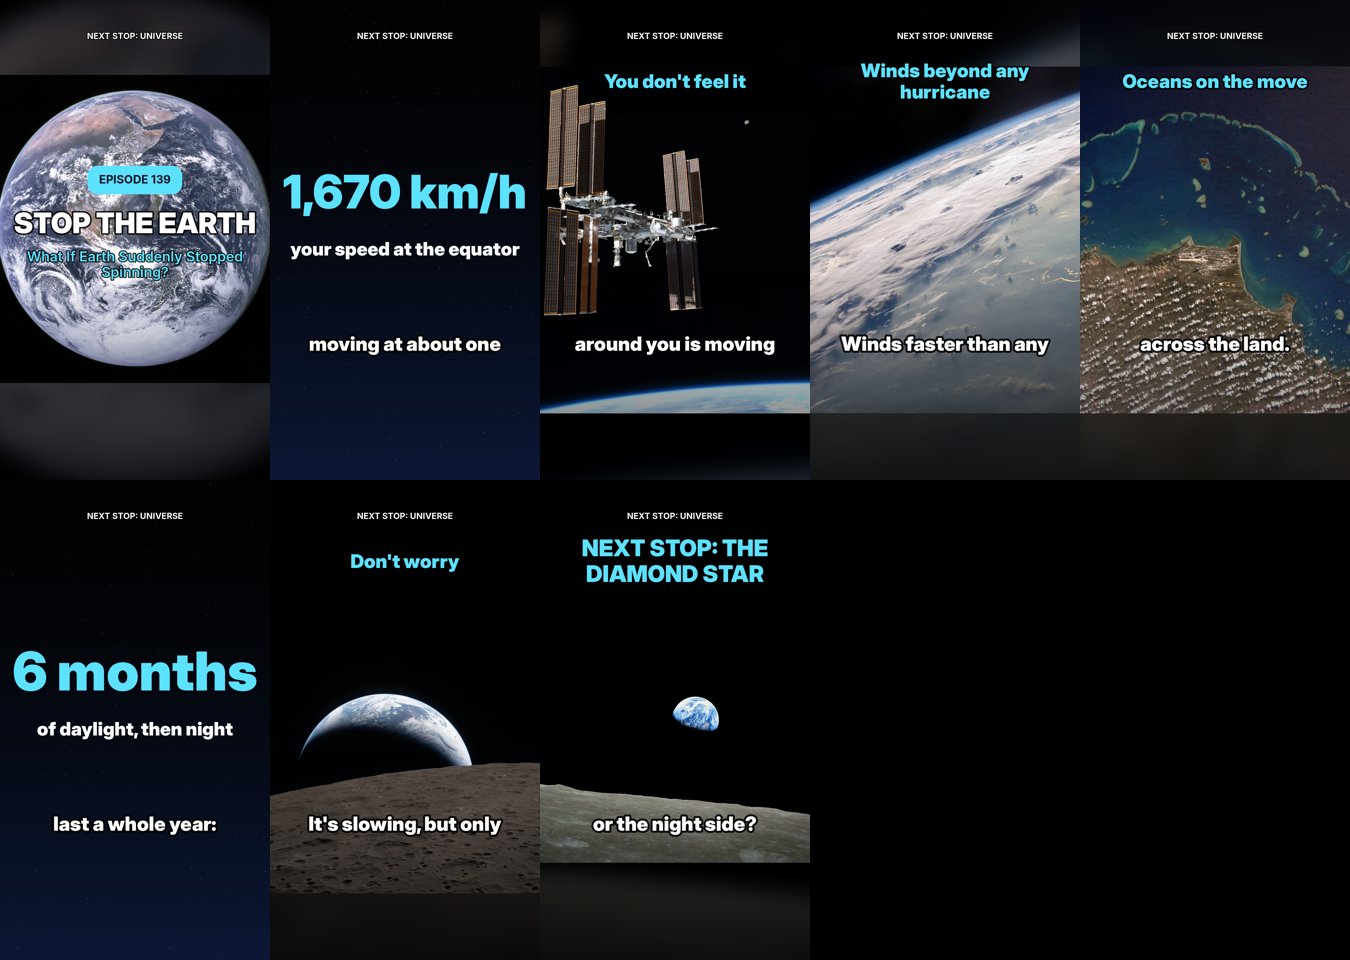 NEXT STOP: UNIVERSE
EPISODE 139
STOP THE EARTH
What If Earth Suddenly Stopped
Spinning?
NEXT STOP: UNIVERSE
1,670 km/h
your speed at the equator
moving at about one
NEXT STOP: UNIVERSE
You don't feel it
around you is moving
NEXT STOP: UNIVERSE
Winds beyond any
hurricane
Winds faster than any
NEXT STOP: UNIVERSE
Oceans on the move
across the land.
NEXT STOP: UNIVERSE
6 months
of daylight, then night
last a whole year:
NEXT STOP: UNIVERSE
Don't worry
It's slowing, but only
NEXT STOP: UNIVERSE
NEXT STOP: THE
DIAMOND STAR
or the night side?